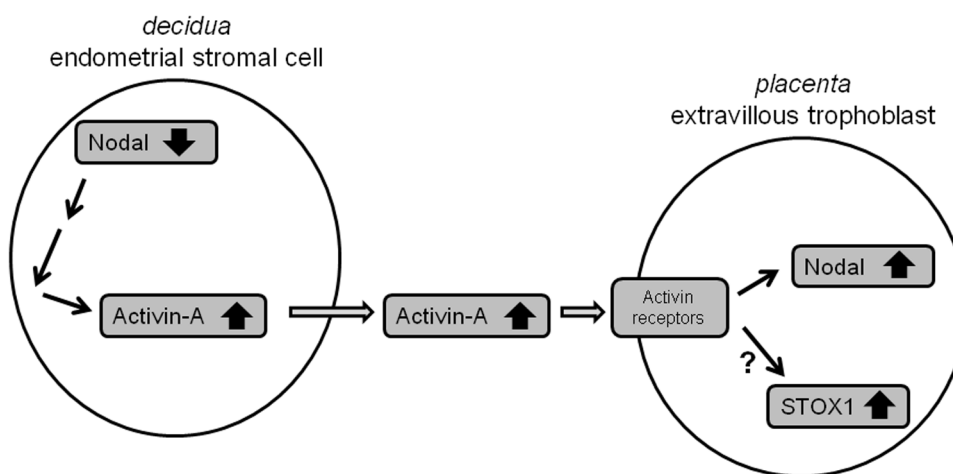 decidua
endometrial stromal cell
Nodal
Activin-A
Activin-A
placenta
extravillous trophoblast
Activin
receptors
Nodal
?
STOX1